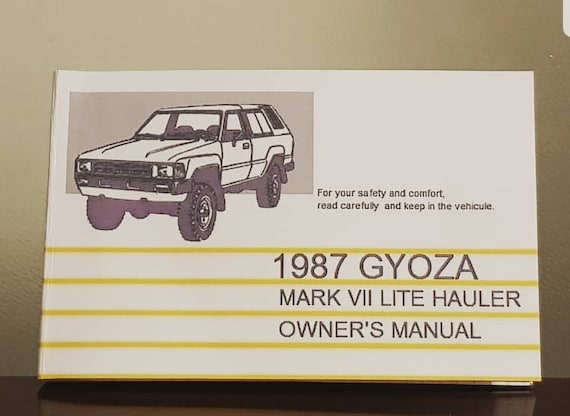 For your safety and comfort,
read carefully and keep in the vehicule.
1987 GYOZA
MARK VII LITE HAULER
OWNER'S MANUAL